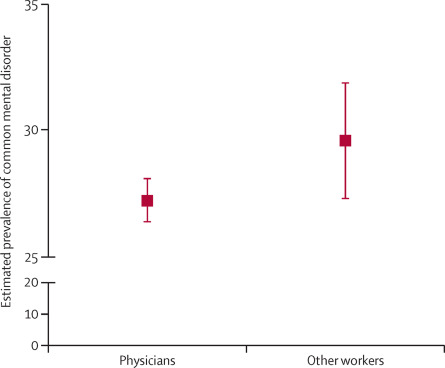 Estimated prevalence of common mental disorder
35
30
25
20
10
0
Physicians
Other workers